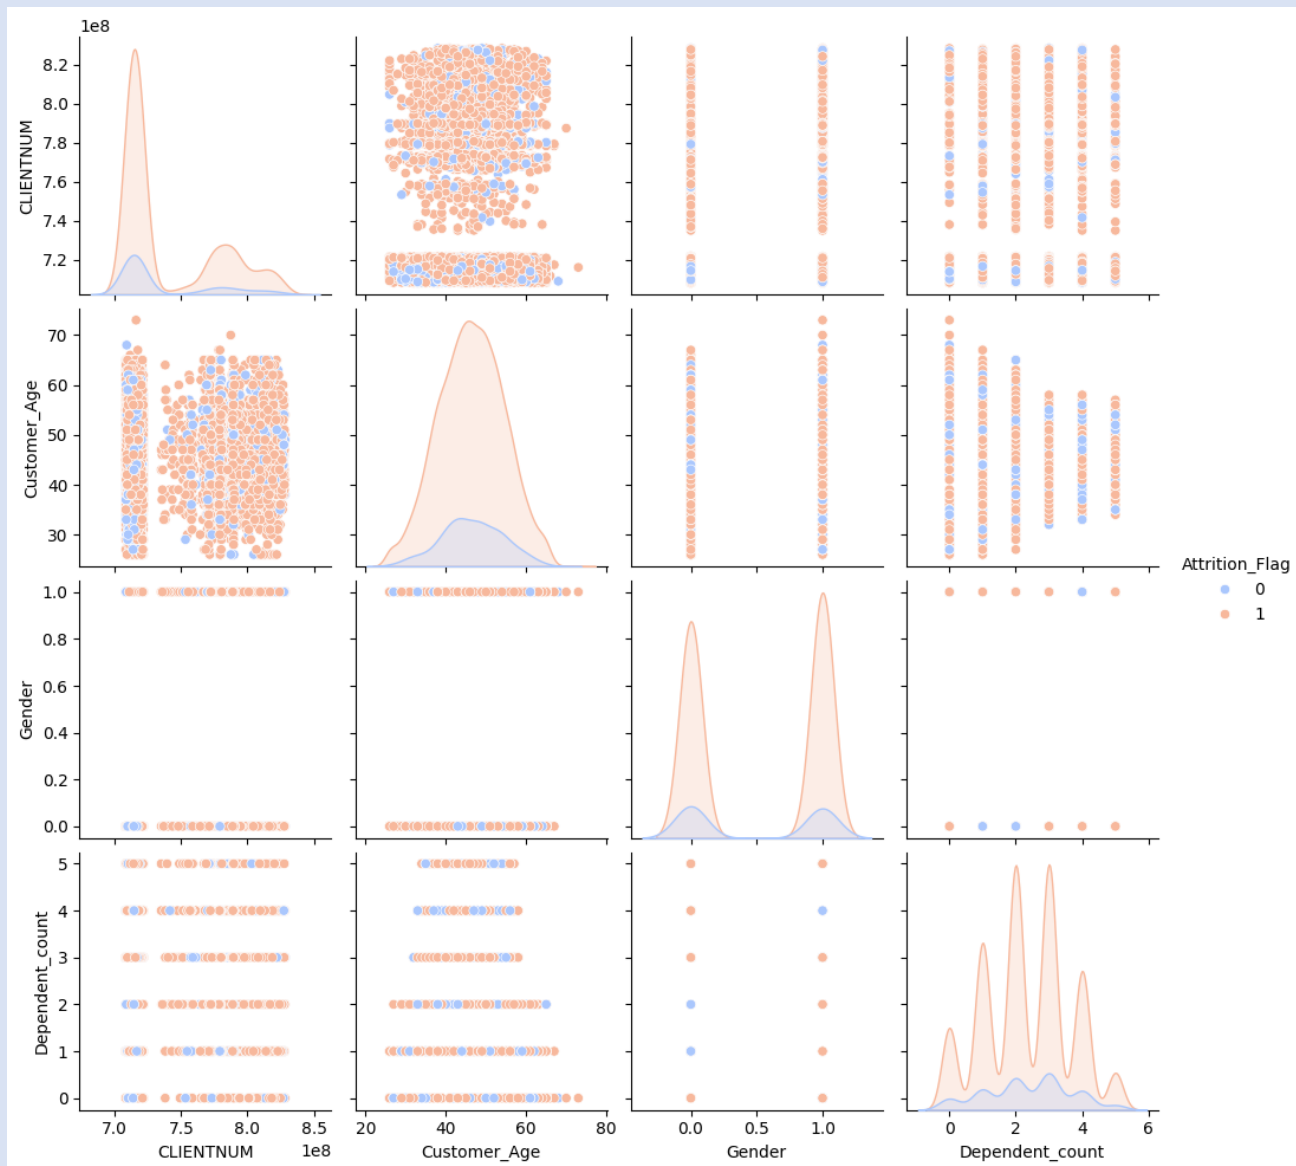 1e8
8.2
8.0
7.8
7.6
7.4
7.2
CLIENTNUM
70
60
50
40
30
Customer_Age
1.0
0.8
0.6
0.4
0.2
0.0
Gender
Attrition_Flag
0
1
5
4
3
2
1
0
Dependent_count
7.0 7.5 8.0 8.5
1e8
CLIENTNUM
20 40 60 80
Customer_Age
0.0 0.5 1.0
Gender
0 2 4 6
Dependent_count